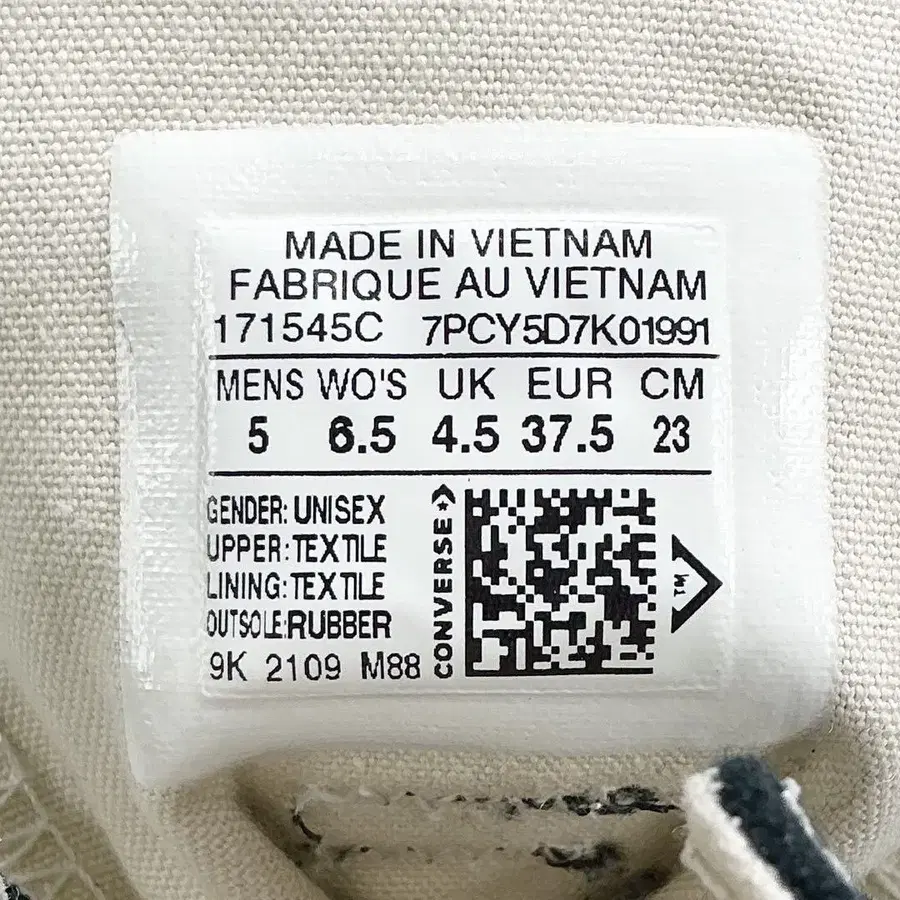 MADE IN VIETNAM
FABRIQUE AU VIETNAM
171545C 7PCY5D7K01991
MENS WO'S UK EUR CM
5 6.5 4.5 37.5 23
GENDER: UNISEX
UPPER: TEXTILE
LINING: TEXTILE
OUTSOLE: RUBBER
9K 2109 M88
CONVERSE
TM